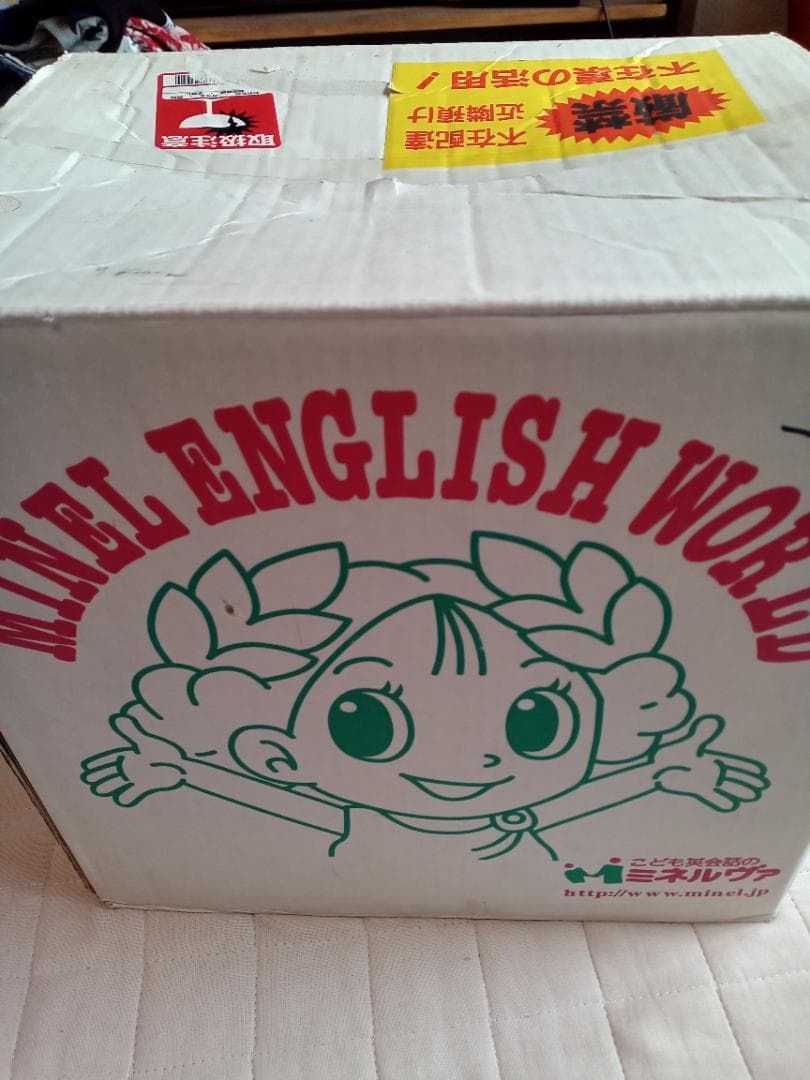 不在票の活用！
厳禁
近隣預け
不在配達
取扱注意
MINEL ENGLISH WORLD
こども英会話の
ミネルヴァ
http://www.minel.jp